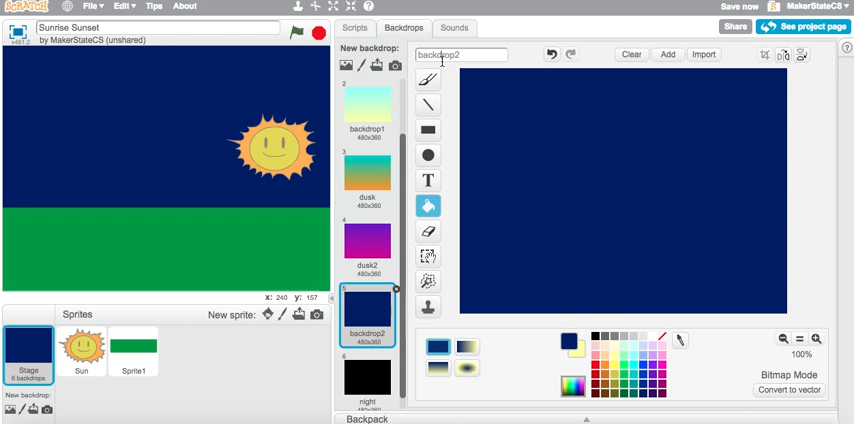 SCRATCH File Edit Tips About Save now MakerStateCS
v461.2 Sunrise Sunset
by MakerStateCS (unshared)
Scripts Backdrops Sounds Share See project page
New backdrop: backdrop2 Clear Add Import
2
backdrop1
480x360
3
dusk
480x360
4
dusk2
480x360
5
backdrop2
480x360
6
night
480x360
T
x: 240 y: 157
Sprites New sprite:
Stage
6 backdrops
Sun Sprite1
New backdrop:
100%
Bitmap Mode
Convert to vector
Backpack